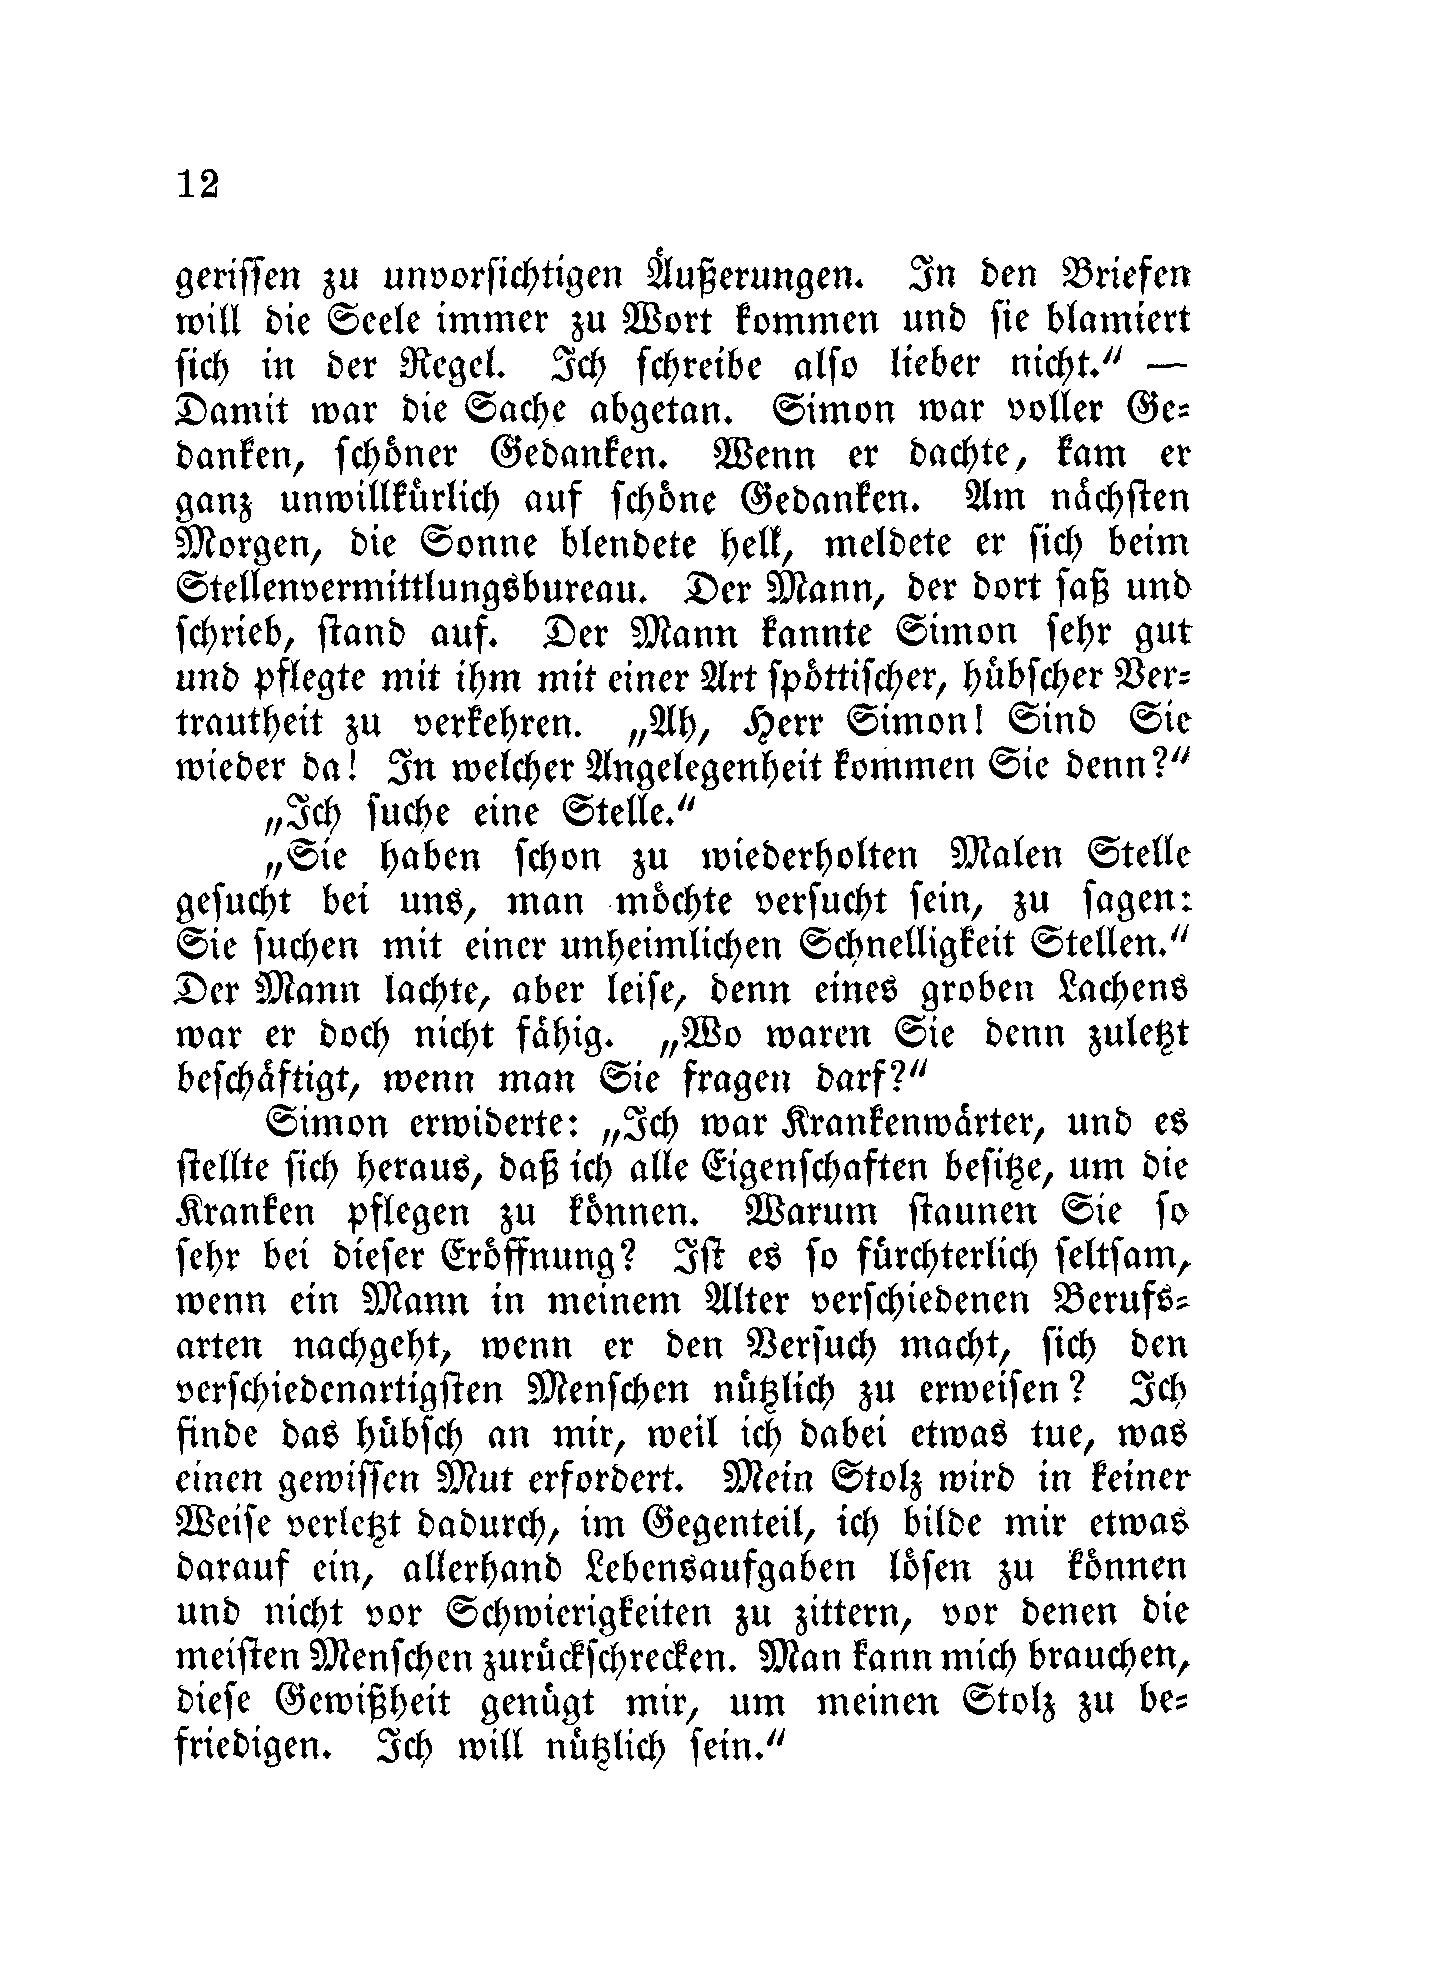 12
gerissen zu unvorsichtigen Äußerungen. In den Briefen
will die Seele immer zu Wort kommen und sie blamiert
sich in der Regel. Ich schreibe also lieber nicht.“ —
Damit war die Sache abgetan. Simon war voller Ge-
danken, schöner Gedanken. Wenn er dachte, kam er
ganz unwillkürlich auf schöne Gedanken. Am nächsten
Morgen, die Sonne blendete hell, meldete er sich beim
Stellenvermittlungsbureau. Der Mann, der dort saß und
schrieb, stand auf. Der Mann kannte Simon sehr gut
und pflegte mit ihm mit einer Art spöttischer, hübscher Ver-
trautheit zu verkehren. „Ah, Herr Simon! Sind Sie
wieder da! In welcher Angelegenheit kommen Sie denn?“
„Ich suche eine Stelle.“
„Sie haben schon zu wiederholten Malen Stelle
gesucht bei uns, man möchte versucht sein, zu sagen:
Sie suchen mit einer unheimlichen Schnelligkeit Stellen.“
Der Mann lachte, aber leise, denn eines groben Lachens
war er doch nicht fähig. „Wo waren Sie denn zuletzt
beschäftigt, wenn man Sie fragen darf?“
Simon erwiderte: „Ich war Krankenwärter, und es
stellte sich heraus, daß ich alle Eigenschaften besitze, um die
Kranken pflegen zu können. Warum staunen Sie so
sehr bei dieser Eröffnung? Ist es so fürchterlich seltsam,
wenn ein Mann in meinem Alter verschiedenen Berufs-
arten nachgeht, wenn er den Versuch macht, sich den
verschiedenartigsten Menschen nützlich zu erweisen? Ich
finde das hübsch an mir, weil ich dabei etwas tue, was
einen gewissen Mut erfordert. Mein Stolz wird in keiner
Weise verletzt dadurch, im Gegenteil, ich bilde mir etwas
darauf ein, allerhand Lebensaufgaben lösen zu können
und nicht vor Schwierigkeiten zu zittern, vor denen die
meisten Menschen zurückschrecken. Man kann mich brauchen,
diese Gewißheit genügt mir, um meinen Stolz zu be-
friedigen. Ich will nützlich sein.“